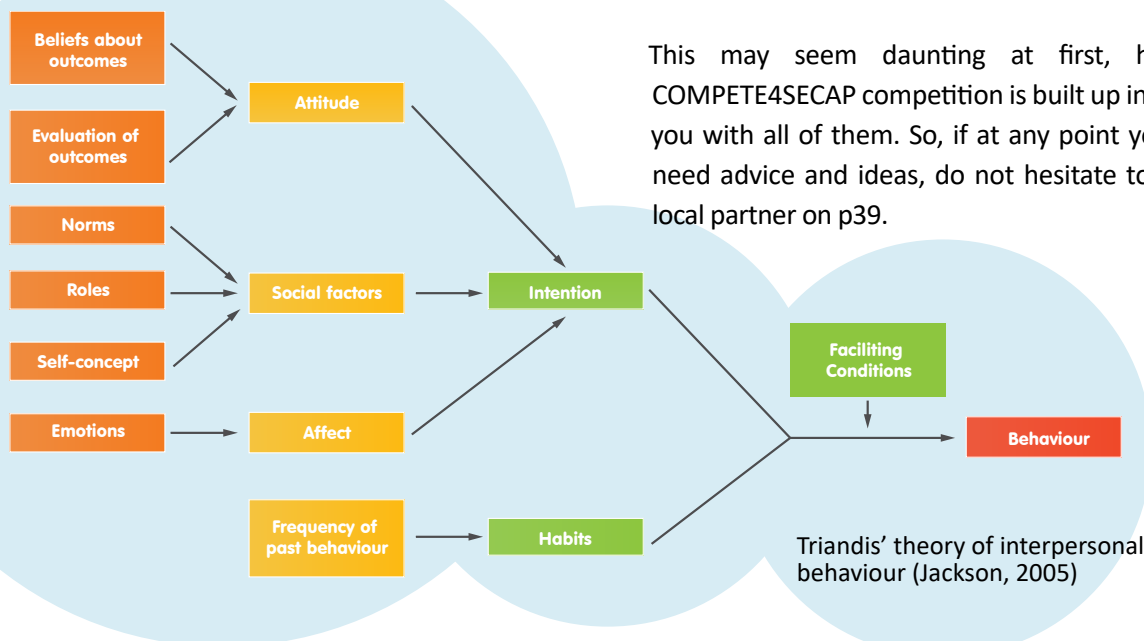 Beliefs about
outcomes
Evaluation of
outcomes
Norms
Roles
Self-concept
Emotions
Attitude
Social factors
Affect
Frequency of
past behaviour
Intention
Habits
This may seem daunting at first,
COMPETE4SECAP competition is built up
you with all of them. So, if at any point
need advice and ideas, do not hesitate
local partner on p39.
Faciliting
Conditions
Behaviour
Triandis’ theory of interpersonal
behaviour (Jackson, 2005)